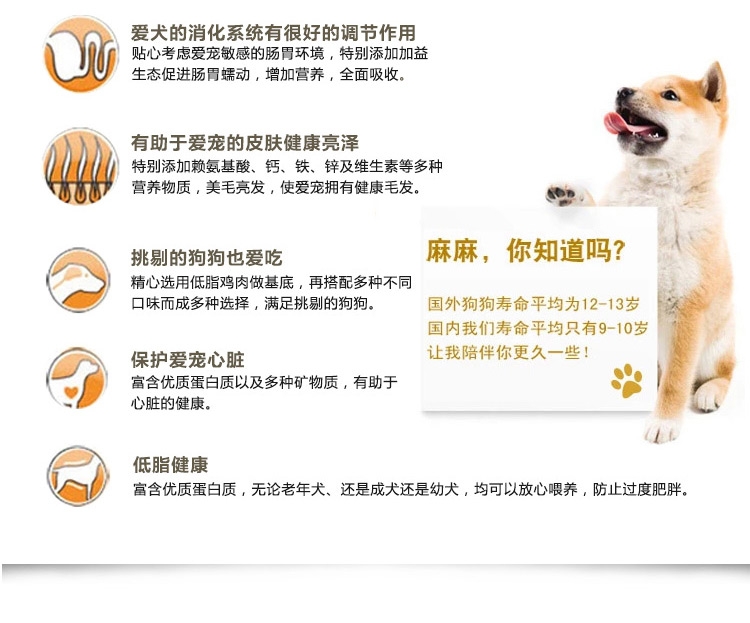 爱犬的消化系统有很好的调节作用
贴心考虑爱宠敏感的肠胃环境，特别添加加益
生态促进肠胃蠕动，增加营养，全面吸收。
有助于爱宠的皮肤健康亮泽
特别添加赖氨基酸、钙、铁、锌及维生素等多种
营养物质，美毛亮发，使爱宠拥有健康毛发。
挑剔的狗狗也爱吃
精心选用低脂鸡肉做基底，再搭配多种不同
口味而成多种选择，满足挑剔的狗狗。
麻麻，你知道吗?
国外狗狗寿命平均为12-13岁
国内我们寿命平均只有9-10岁
让我陪伴你更久一些！
保护爱宠心脏
富含优质蛋白质以及多种矿物质，有助于
心脏的健康。
低脂健康
富含优质蛋白质，无论老年犬、还是成犬还是幼犬，均可以放心喂养，防止过度肥胖。